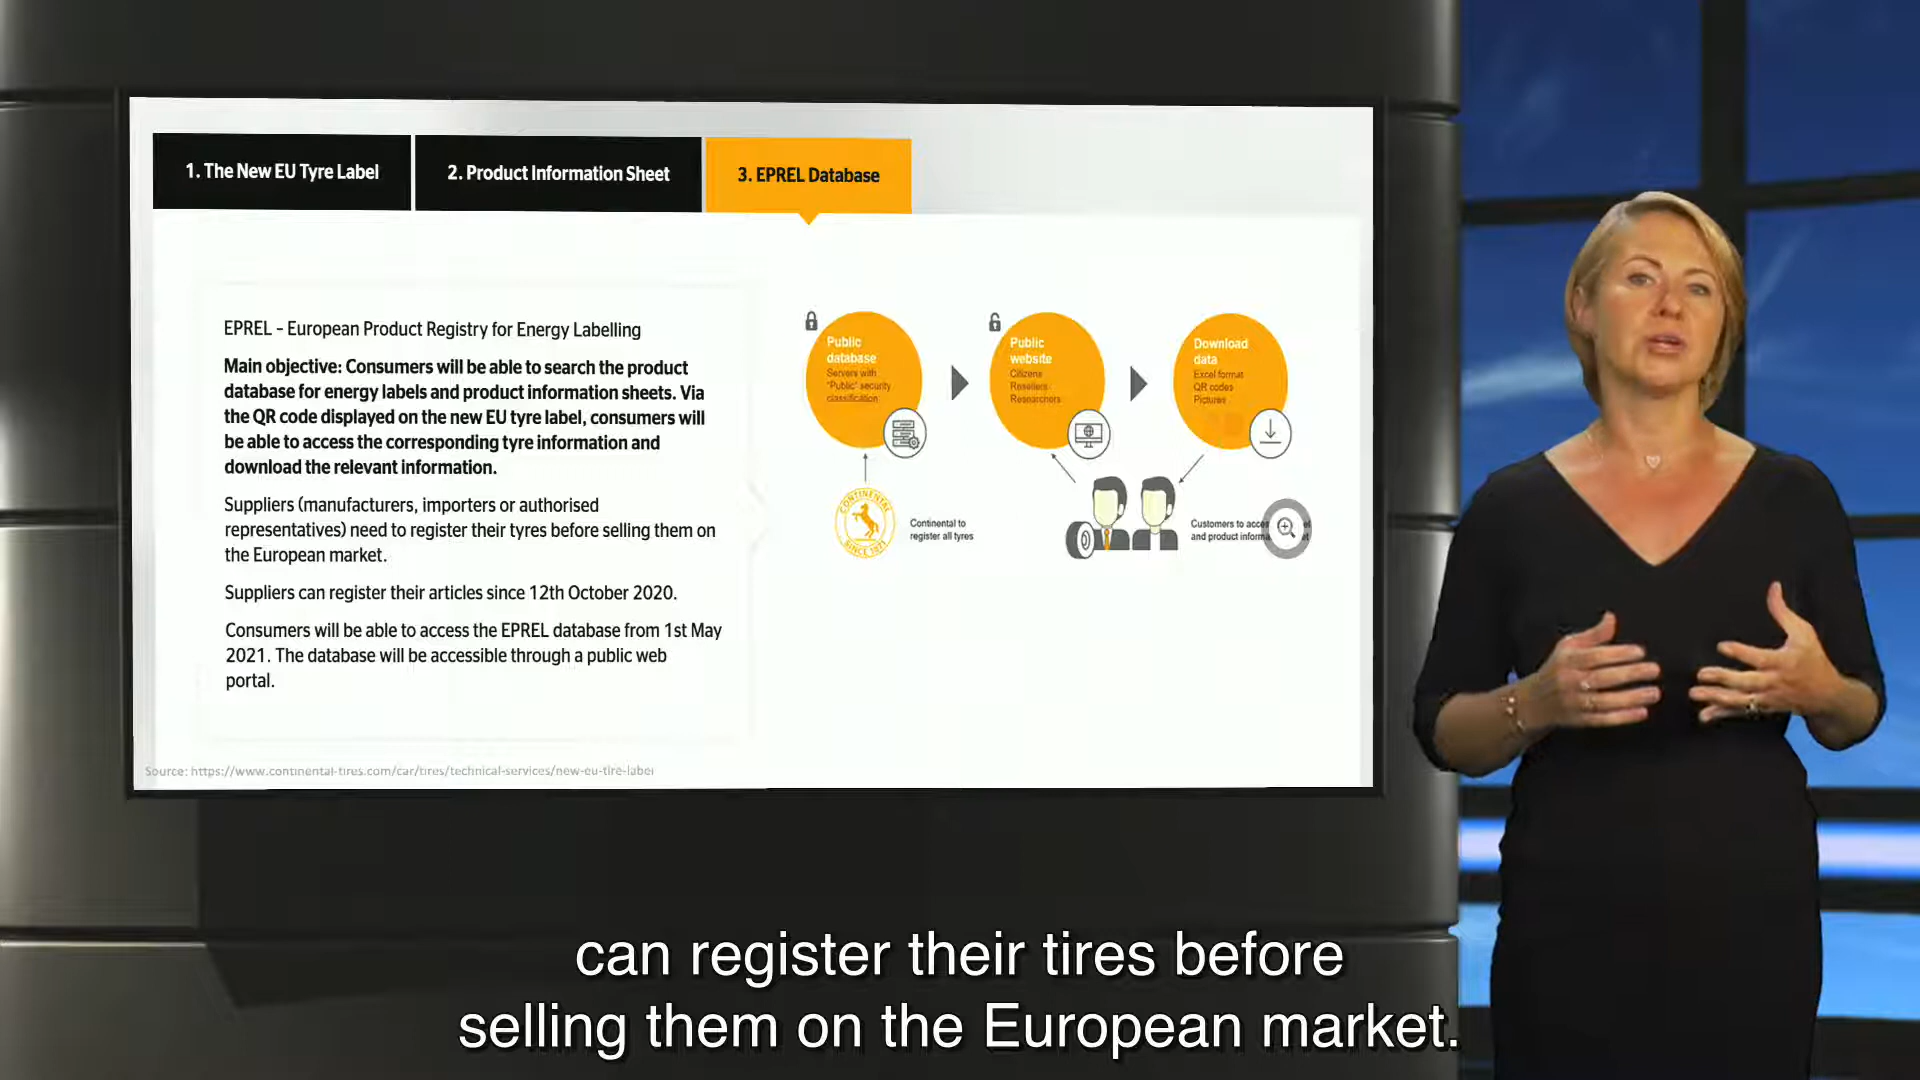 1. The New EU Tyre Label
2. Product Information Sheet
3. EPREL Database
EPREL – European Product Registry for Energy Labelling
Main objective: Consumers will be able to search the product
database for energy labels and product information sheets. Via
the QR code displayed on the new EU tyre label, consumers will
be able to access the corresponding tyre information and
download the relevant information.
Suppliers (manufacturers, importers or authorised
representatives) need to register their tyres before selling them on
the European market.
Suppliers can register their articles since 12th October 2020.
Consumers will be able to access the EPREL database from 1st May
2021. The database will be accessible through a public web
portal.
Public
database
Servers with
"Public" security
classification
Public
website
Citizens
Resellers
Researchers
Download
data
Excel format
QR codes
Pictures
CONTINENTAL
SINCE 1871
Continental to
register all tyres
Customers to
and product
Source: https://www.continental-tires.com/car/tires/technical-services/new-eu-tire-label
can register their tires before
selling them on the European market.